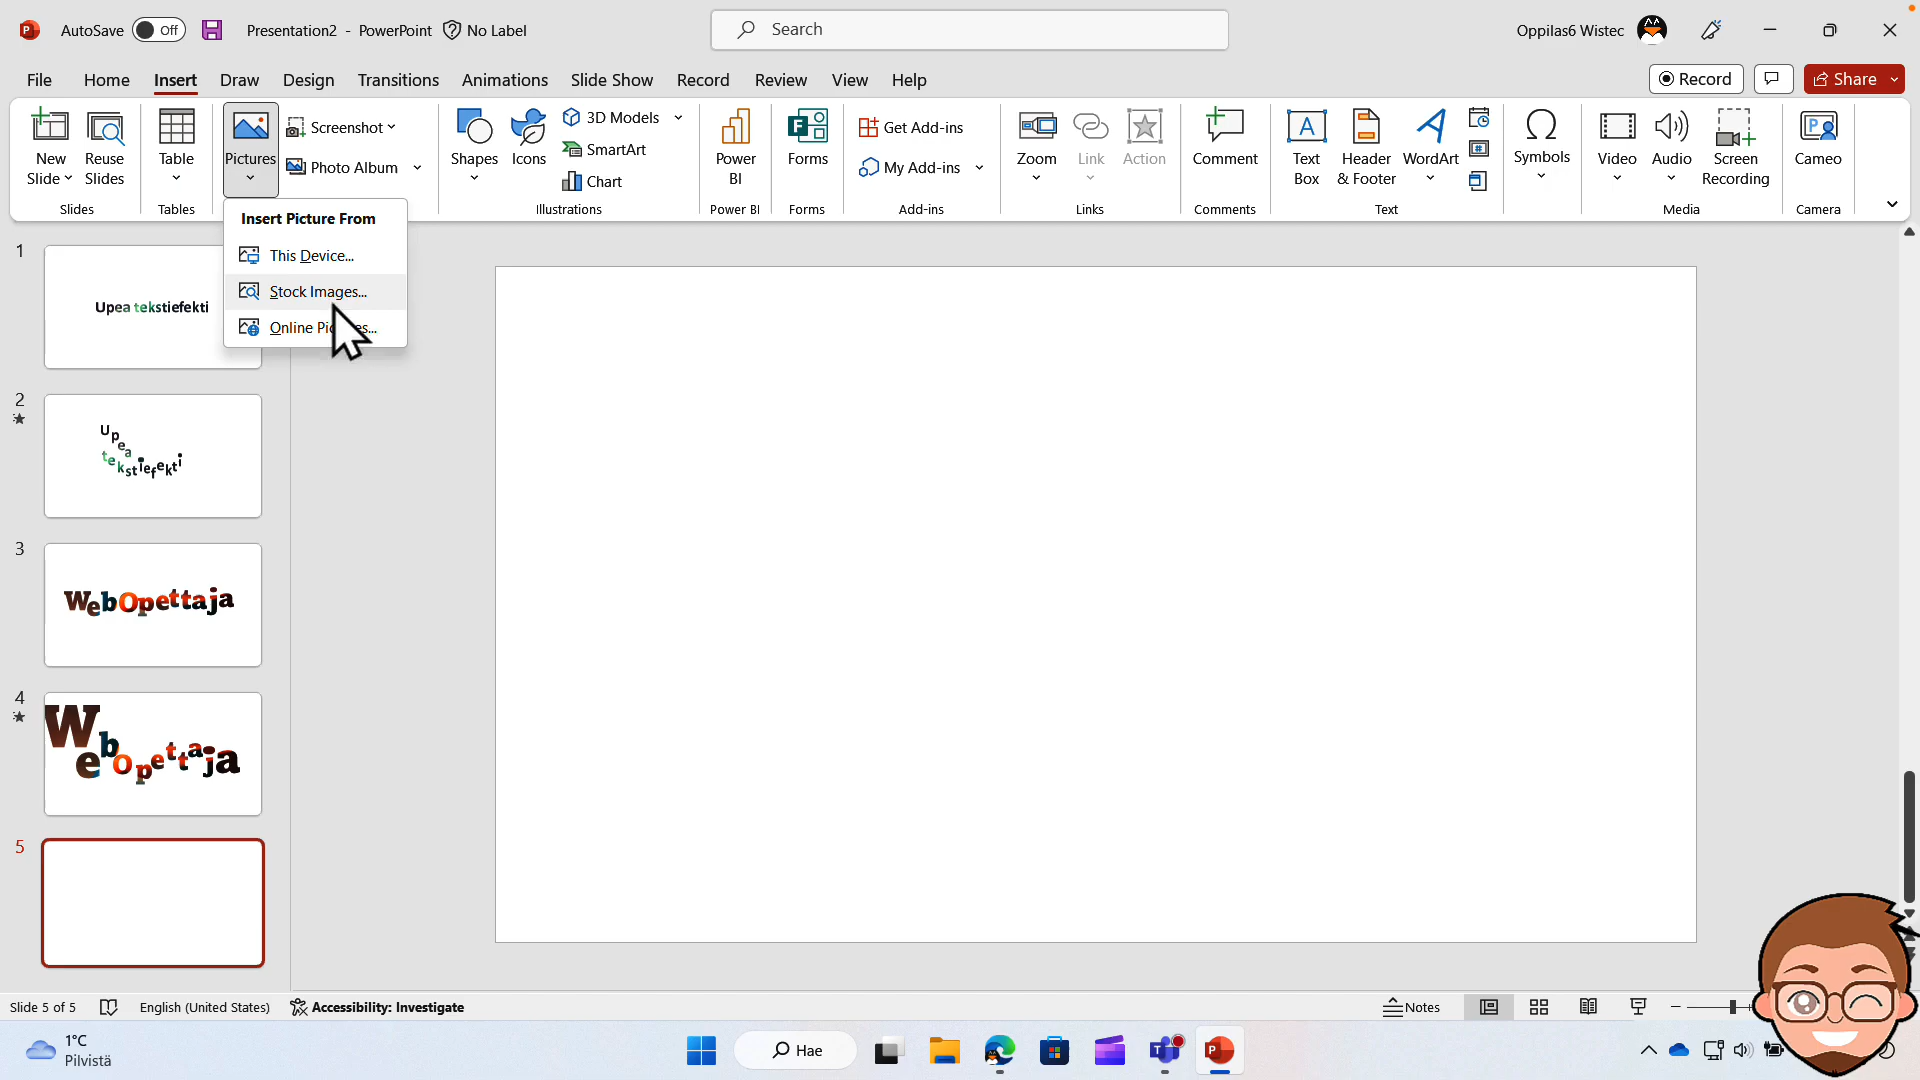 AutoSave Off Presentation2 - PowerPoint No Label Search Oppilas6 Wistec
File Home Insert Draw Design Transitions Animations Slide Show Record Review View Help Record Share
New Slide
Reuse Slides
Slides
Table
Tables
Pictures
Screenshot
Photo Album
Shapes
Icons
3D Models
SmartArt
Chart
Illustrations
Power BI
Power BI
Forms
Forms
Get Add-ins
My Add-ins
Add-ins
Zoom
Link
Action
Links
Comment
Comments
Text Box
Header & Footer
WordArt
Text
Symbols
Video
Audio
Screen Recording
Media
Cameo
Camera
Insert Picture From
This Device...
Stock Images...
Online
1
Upea tekstiefekti
2
Upea
tekstiefekti
3
WebOpettaja
4
Webopettaja
5
Slide 5 of 5 English (United States) Accessibility: Investigate Notes
1°C
Pilvistä
Hae